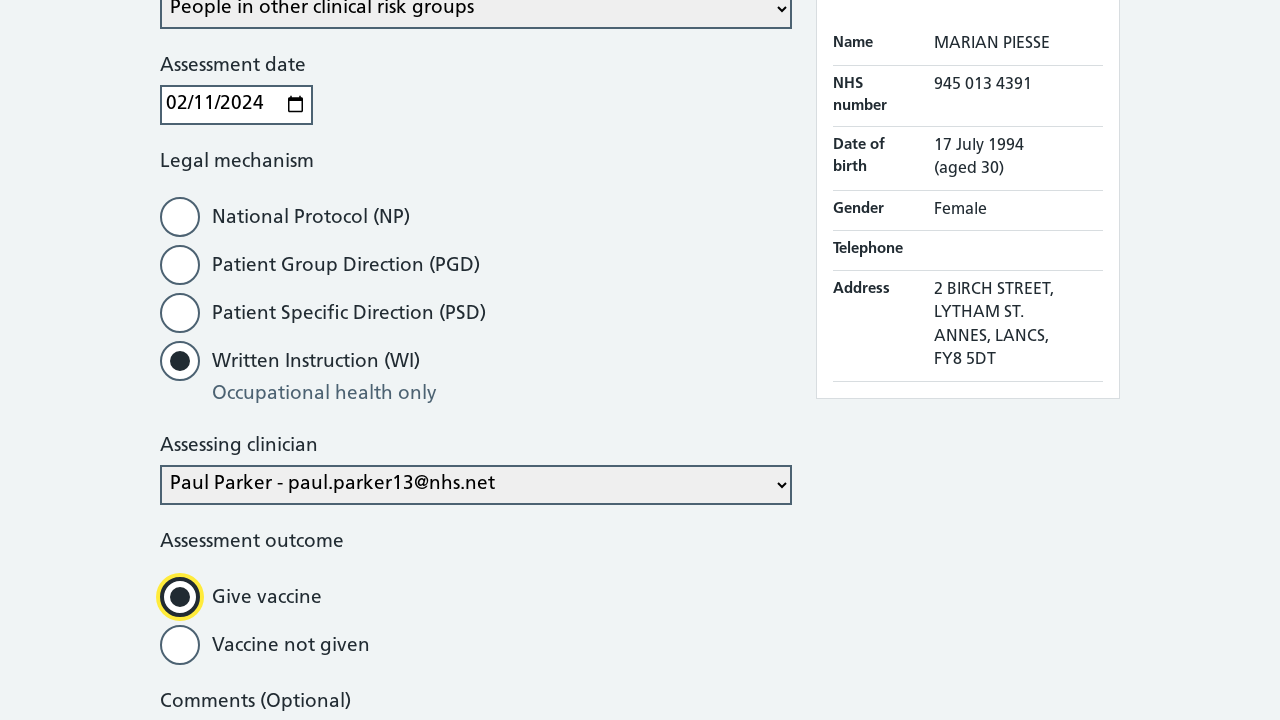 People in other clinical risk groups
Assessment date
02/11/2024
Legal mechanism
National Protocol (NP)
Patient Group Direction (PGD)
Patient Specific Direction (PSD)
Written Instruction (WI)
Occupational health only
Assessing clinician
Paul Parker - paul.parker13@nhs.net
Assessment outcome
Give vaccine
Vaccine not given
Comments (Optional)
Name MARIAN PIESSE
NHS number 945 013 4391
Date of birth 17 July 1994
(aged 30)
Gender Female
Telephone
Address 2 BIRCH STREET,
LYTHAM ST.
ANNES, LANCS,
FY8 5DT